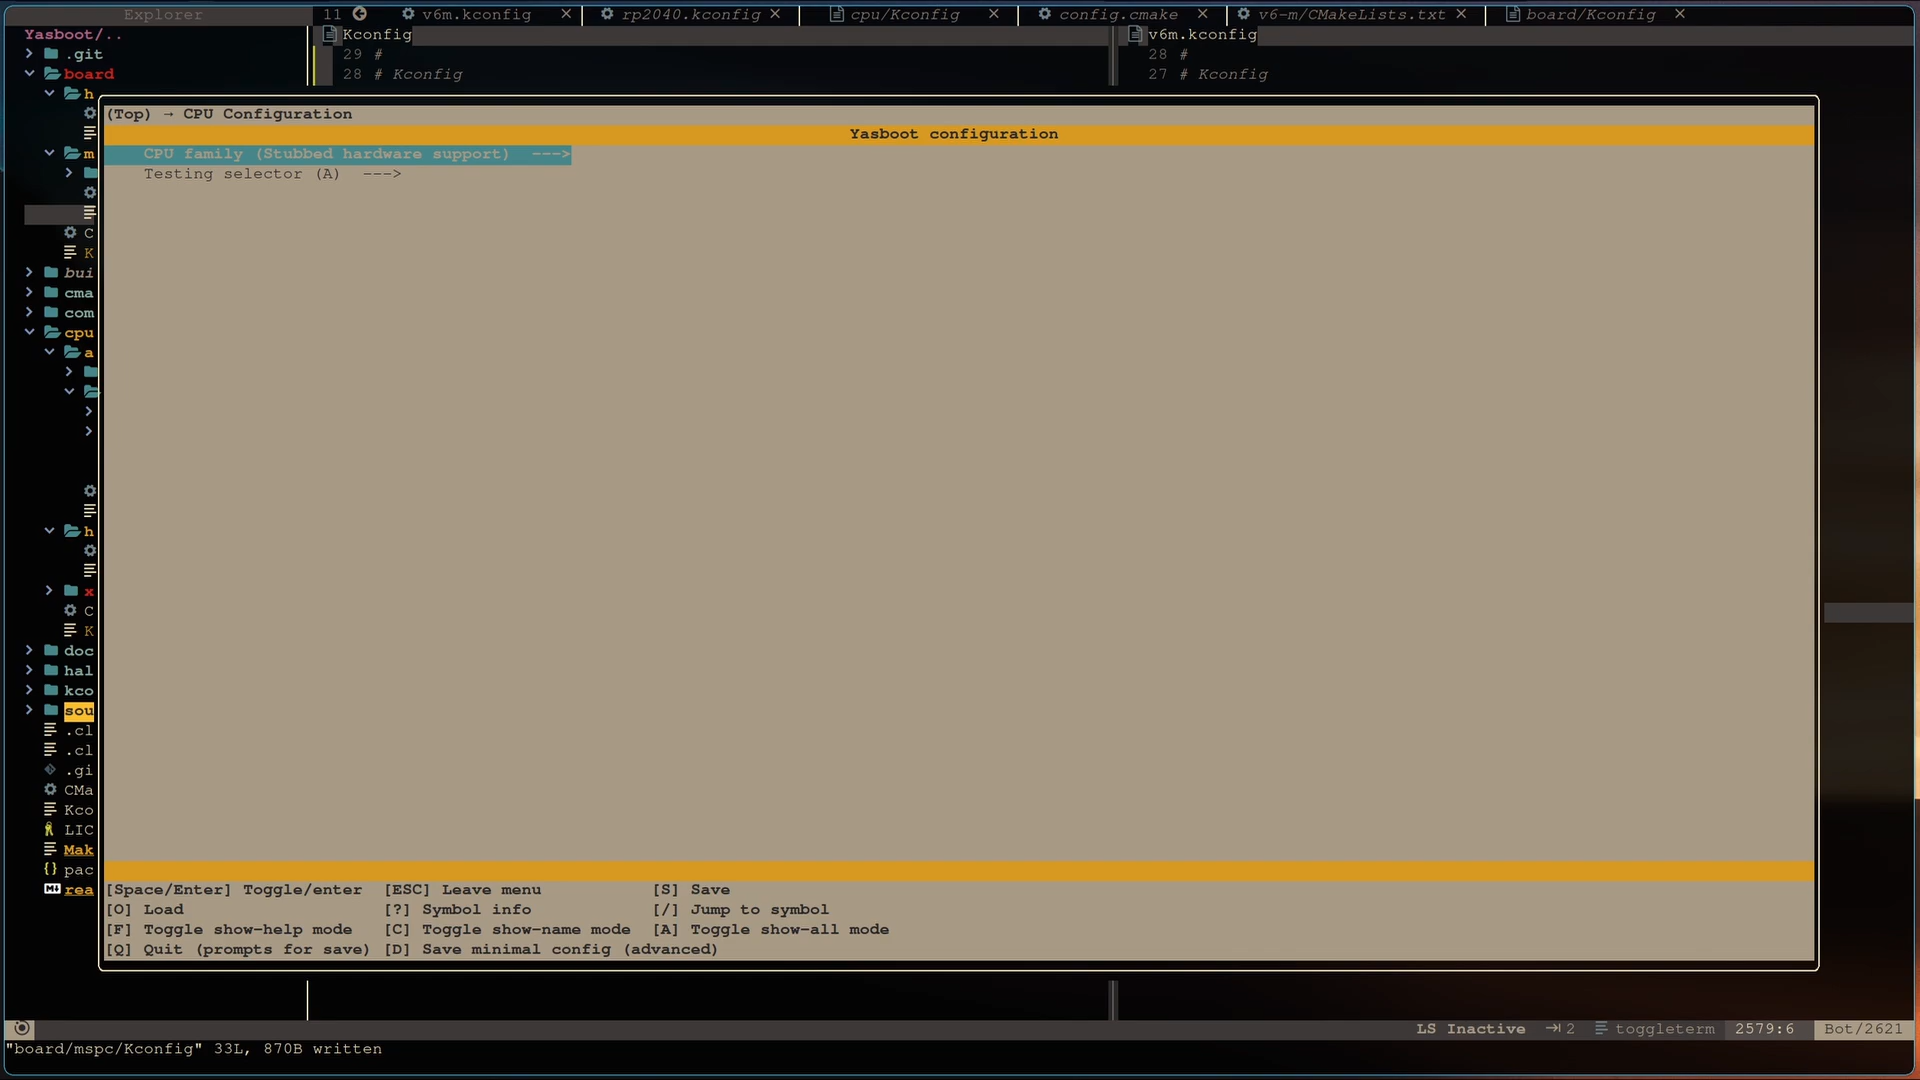 Explorer
11 v6m.kconfig × rp2040.kconfig × cpu/Kconfig × config.cmake × v6-m/CMakeLists.txt × board/Kconfig ×
Yasboot/..
Kconfig
v6m.kconfig
.git
29 #
28 #
board
28 # Kconfig
27 # Kconfig
h
(Top) → CPU Configuration
Yasboot configuration
m
CPU family (Stubbed hardware support) --->
Testing selector (A) --->
C
K
bui
cma
com
cpu
a
h
x
C
K
doc
hal
kco
sou
.cl
.cl
.gi
CMa
Kco
LIC
Mak
{} pac
M↓ rea
[Space/Enter] Toggle/enter [ESC] Leave menu [S] Save
[O] Load [?] Symbol info [/] Jump to symbol
[F] Toggle show-help mode [C] Toggle show-name mode [A] Toggle show-all mode
[Q] Quit (prompts for save) [D] Save minimal config (advanced)
LS Inactive 2 toggleterm 2579:6 Bot/2621
"board/mspc/Kconfig" 33L, 870B written